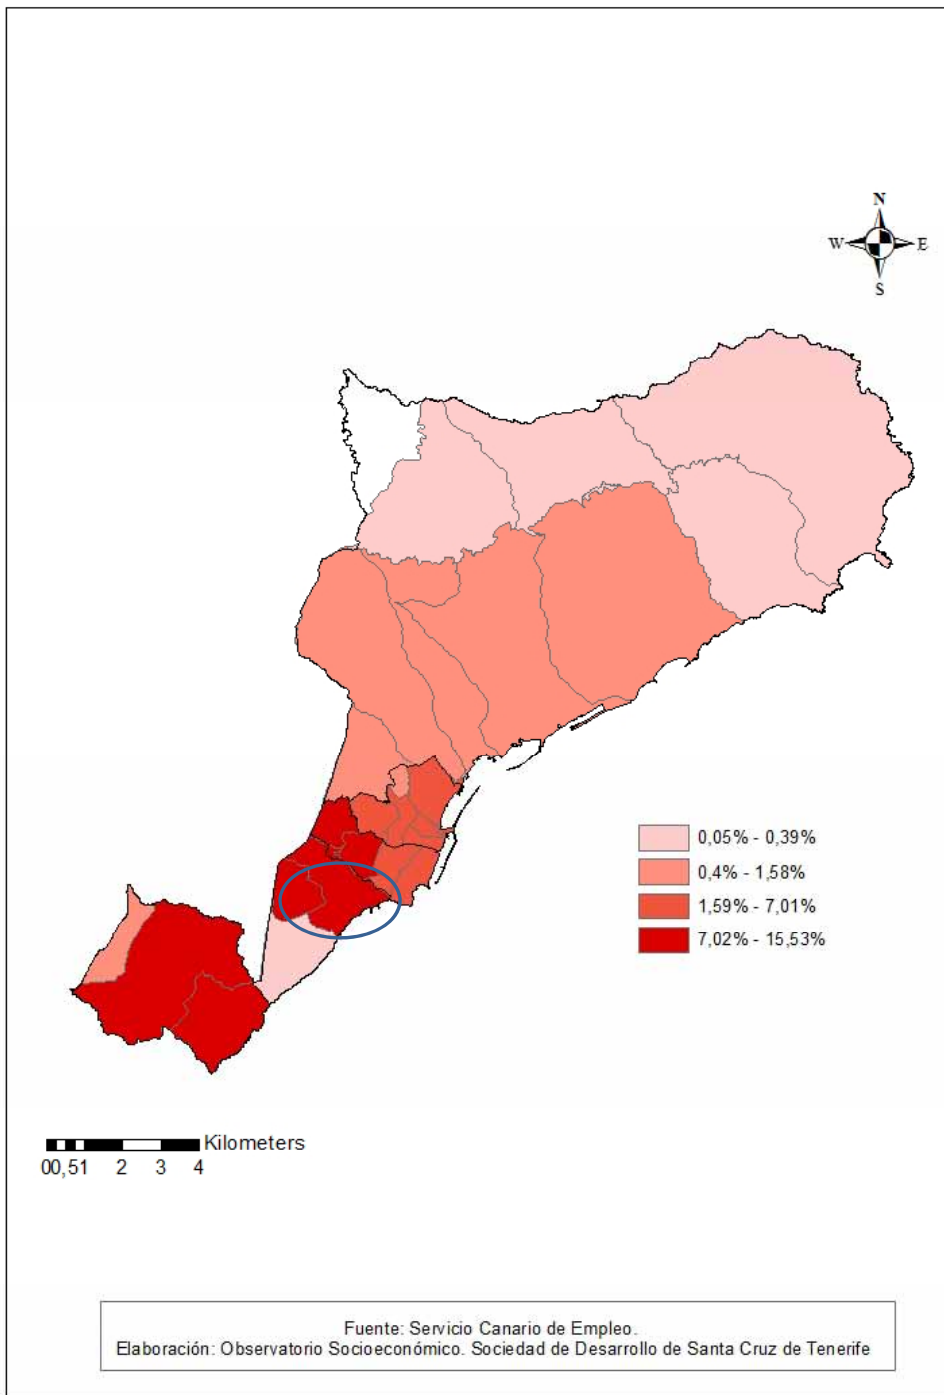 N
W E
S
0,05% - 0,39%
0,4% - 1,58%
1,59% - 7,01%
7,02% - 15,53%
Kilometers
00,51 2 3 4
Fuente: Servicio Canario de Empleo.
Elaboración: Observatorio Socioeconómico. Sociedad de Desarrollo de Santa Cruz de Tenerife